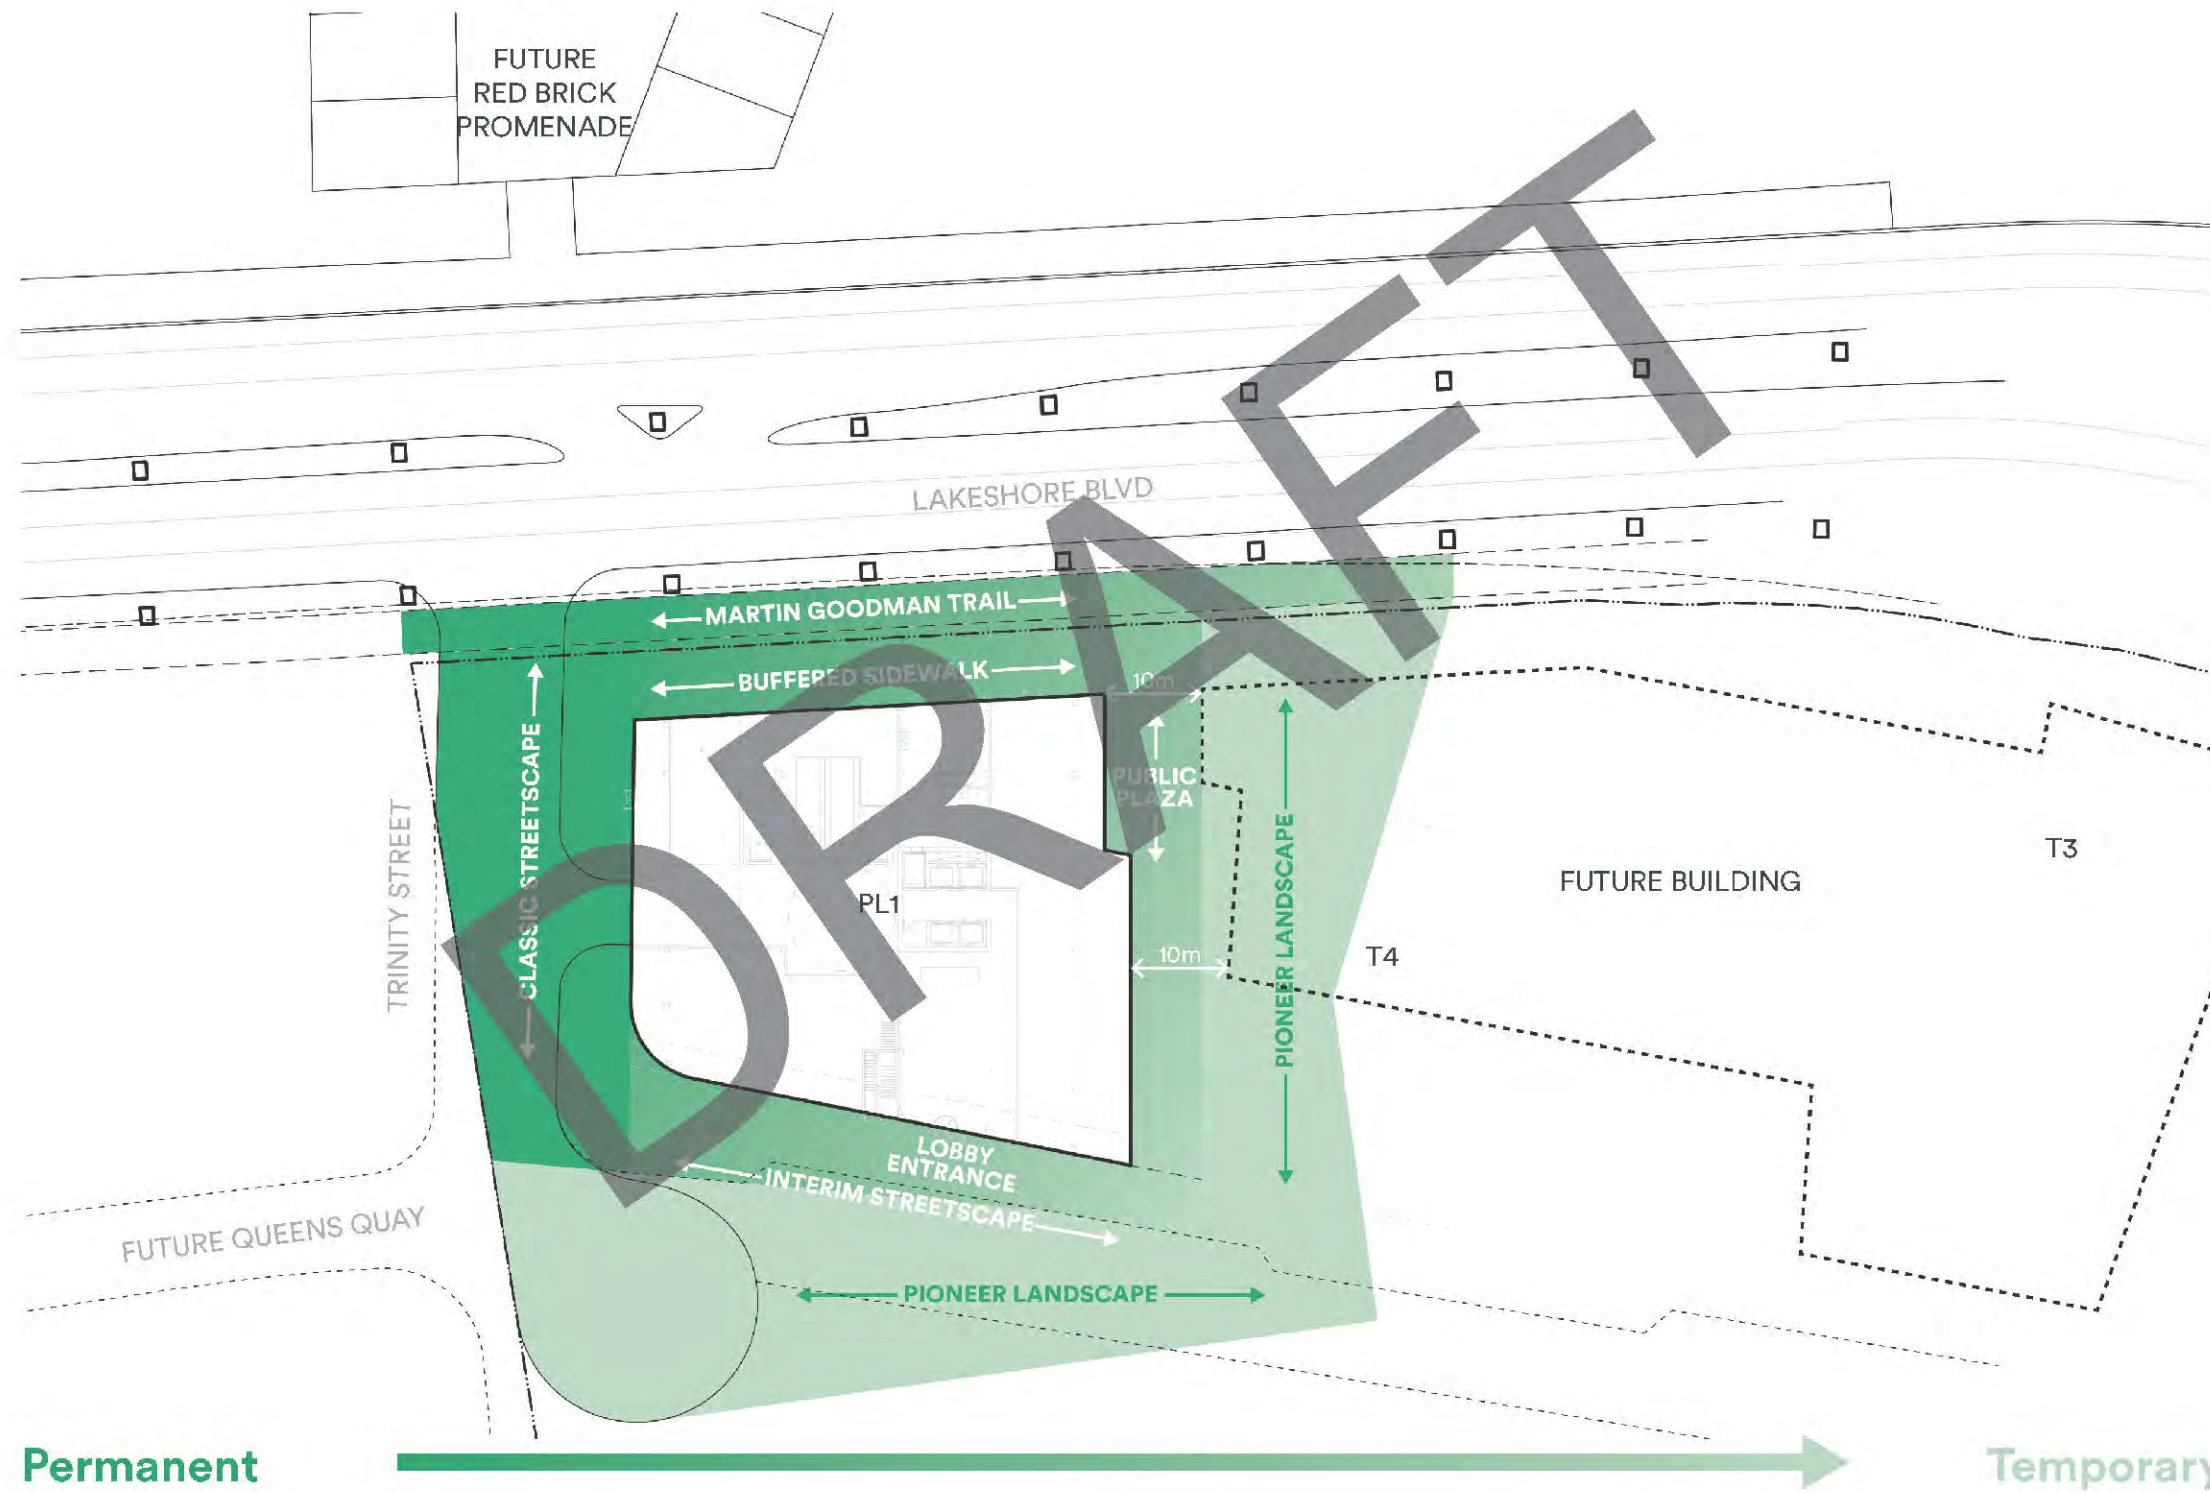 FUTURE
RED BRICK
PROMENADE
LAKESHORE BLVD
MARTIN GOODMAN TRAIL
BUFFERED SIDEWALK
10m
CLASSIC STREETSCAPE
PUBLIC
PLAZA
TRINITY STREET
PIONEER LANDSCAPE
PL1
10m
T4
FUTURE BUILDING
T3
LOBBY
ENTRANCE
INTERIM STREETSCAPE
FUTURE QUEENS QUAY
PIONEER LANDSCAPE
DRAFT
Permanent
Temporary